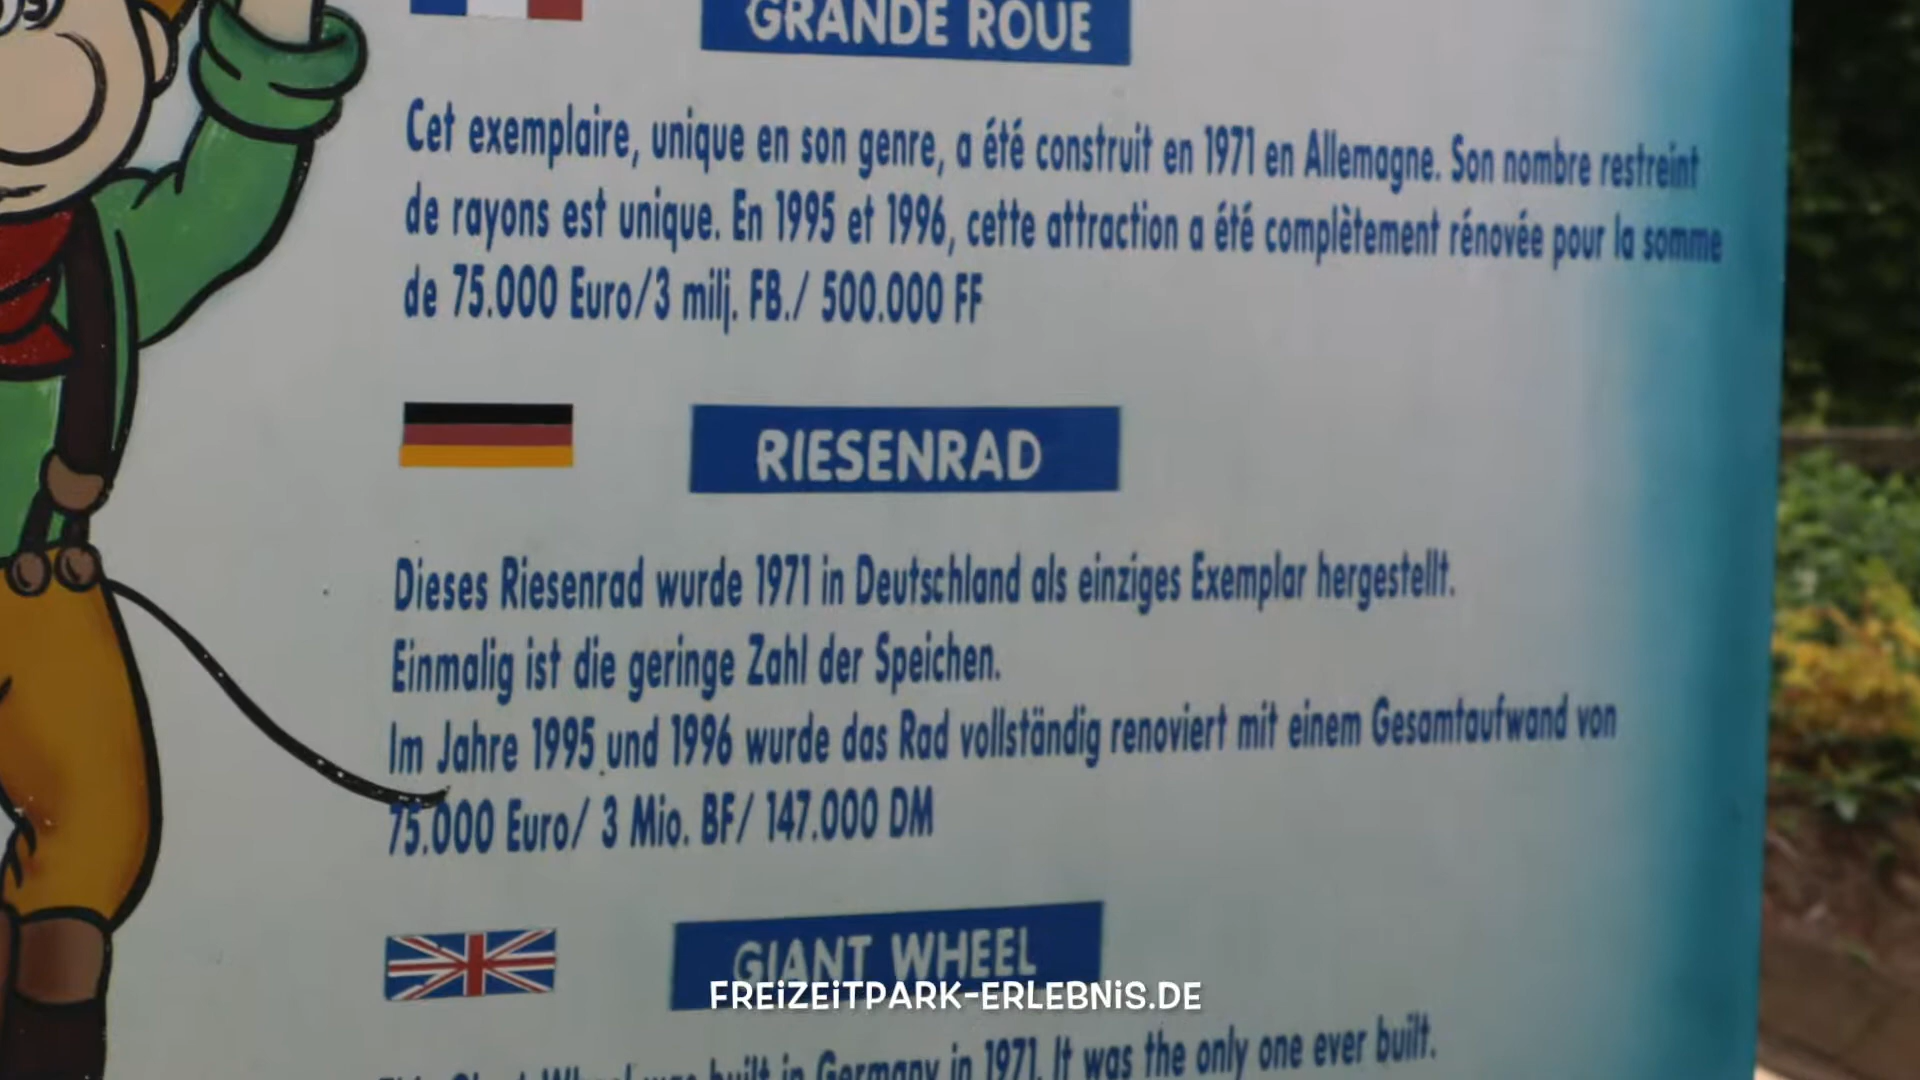 GRANDE ROUE
Cet exemplaire, unique en son genre, a été construit en 1971 en Allemagne. Son nombre restreint
de rayons est unique. En 1995 et 1996, cette attraction a été complètement rénovée pour la somme
de 75.000 Euro/3 milj. FB./ 500.000 FF
RIESENRAD
Dieses Riesenrad wurde 1971 in Deutschland als einziges Exemplar hergestellt.
Einmalig ist die geringe Zahl der Speichen.
Im Jahre 1995 und 1996 wurde das Rad vollständig renoviert mit einem Gesamtaufwand von
75.000 Euro/ 3 Mio. BF/ 147.000 DM
GIANT WHEEL
FREiZEiTPARK-ERLEBNiS.DE
Wheel was built in Germany in 1971. It was the only one ever built.